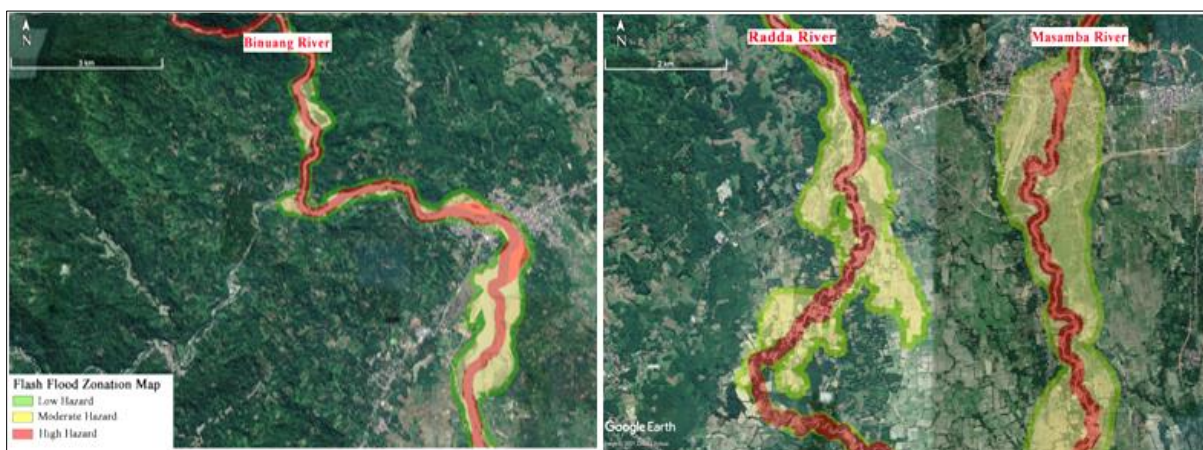 N
Binuang River
3 km
Flash Flood Zonation Map
Low Hazard
Moderate Hazard
High Hazard
N
Radda River
Masamba River
2 km
Google Earth